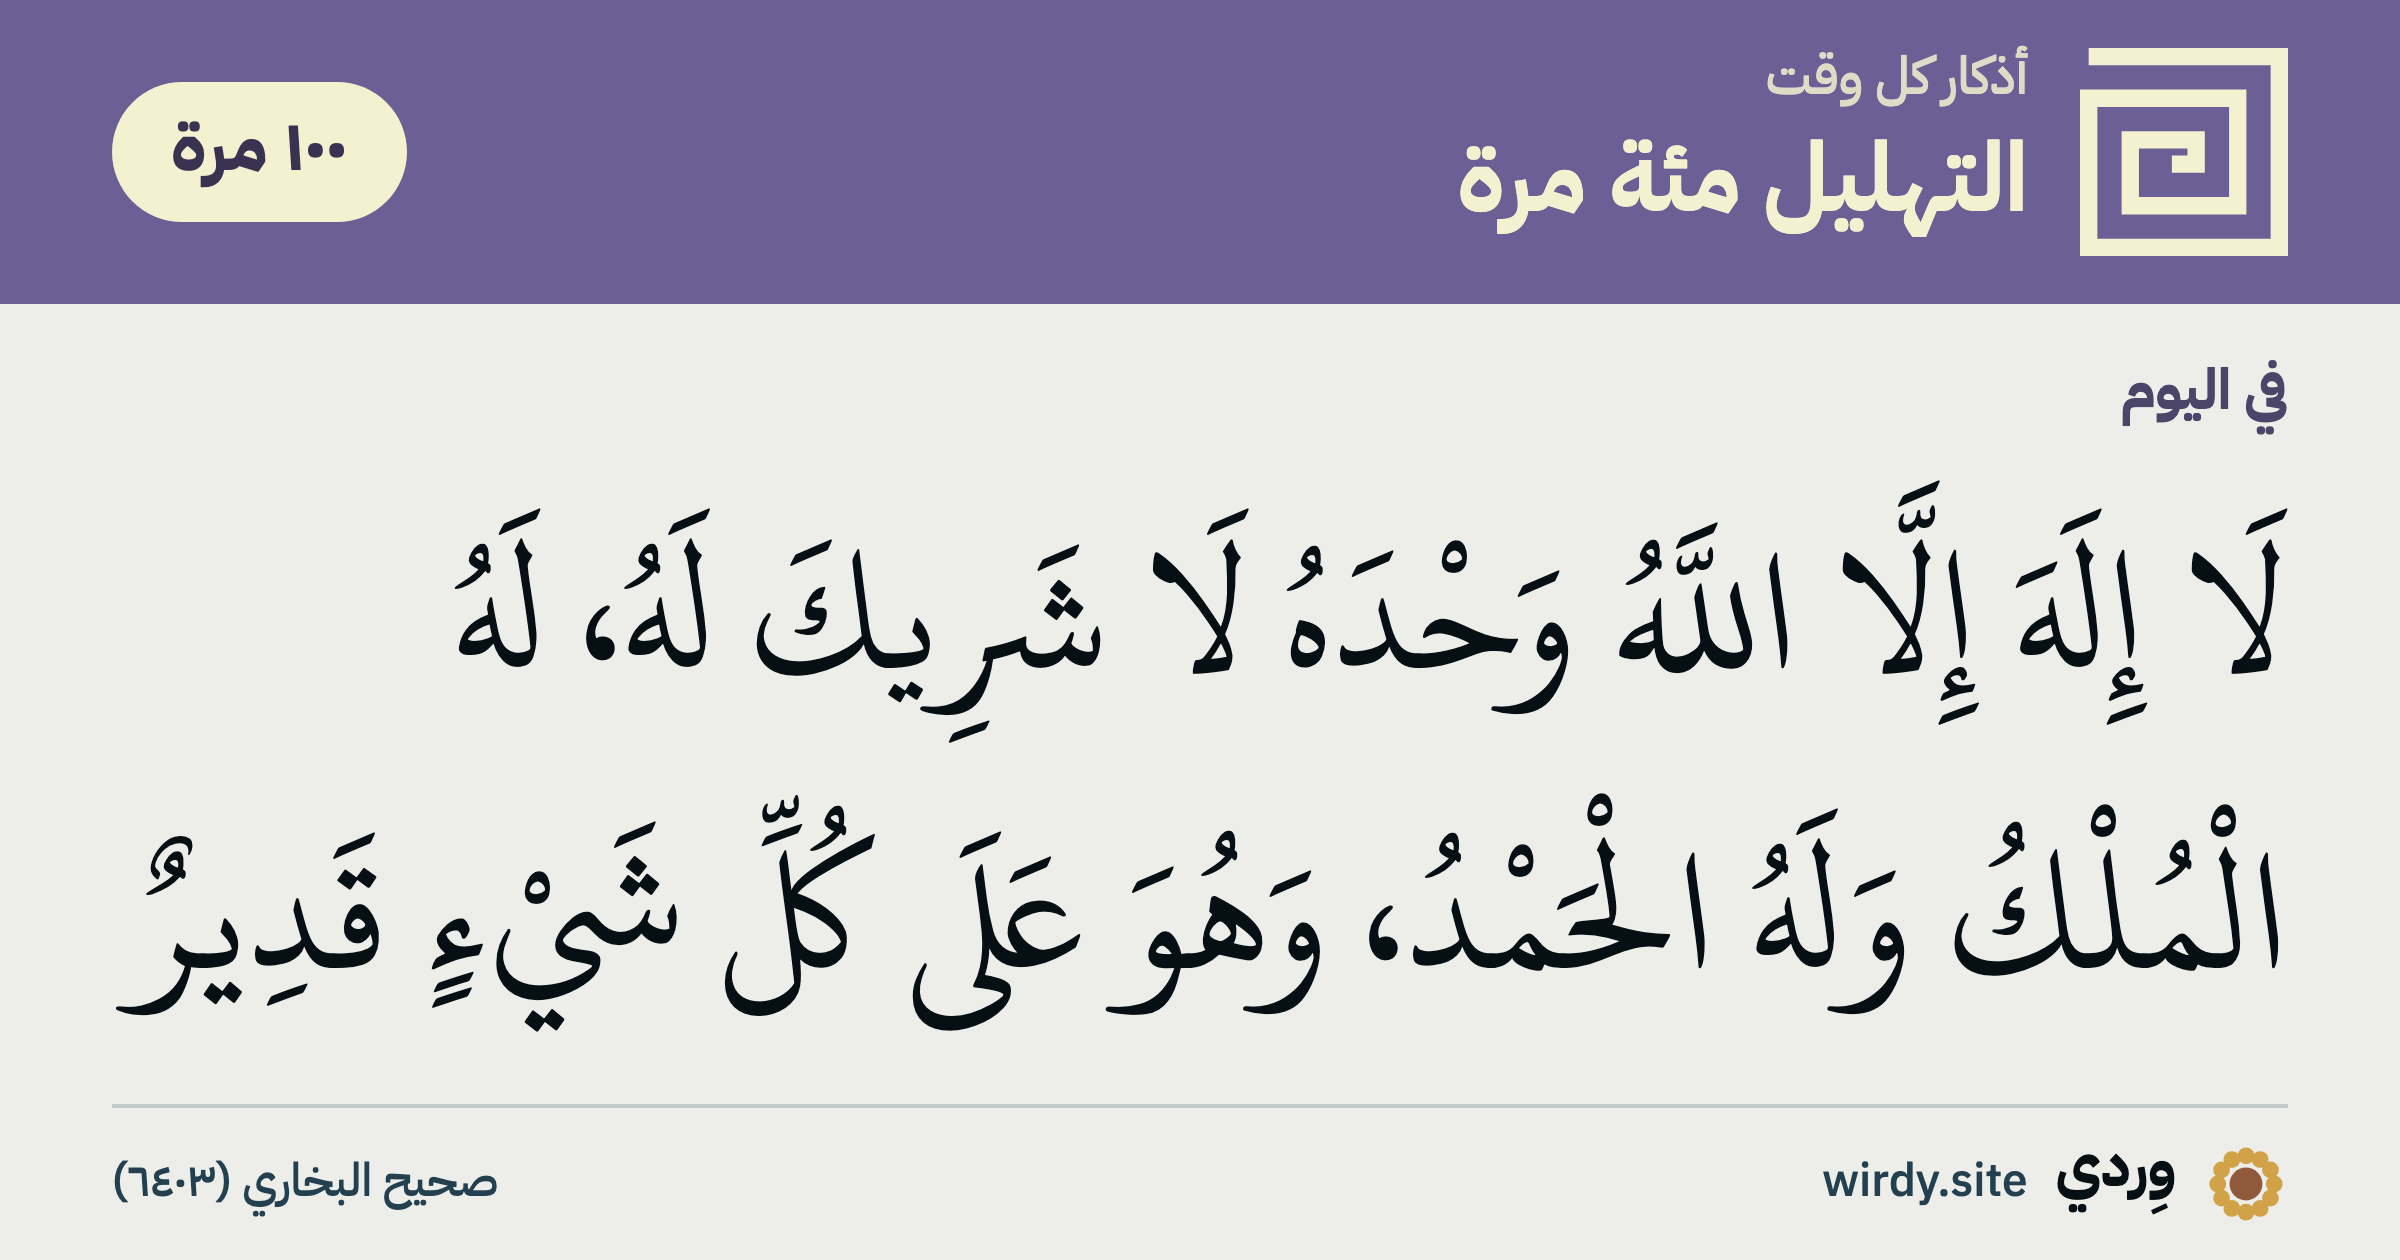 أذكار كل وقت
التهليل مئة مرة
١٠٠ مرة
في اليوم
لَا إِلَهَ إِلَّا اللَّهُ وَحْدَهُ لَا شَرِيكَ لَهُ، لَهُ
الْمُلْكُ وَلَهُ الْحَمْدُ، وَهُوَ عَلَى كُلِّ شَيْءٍ قَدِيرٌ
وِردي wirdy.site
صحيح البخاري (٦٤٠٣)